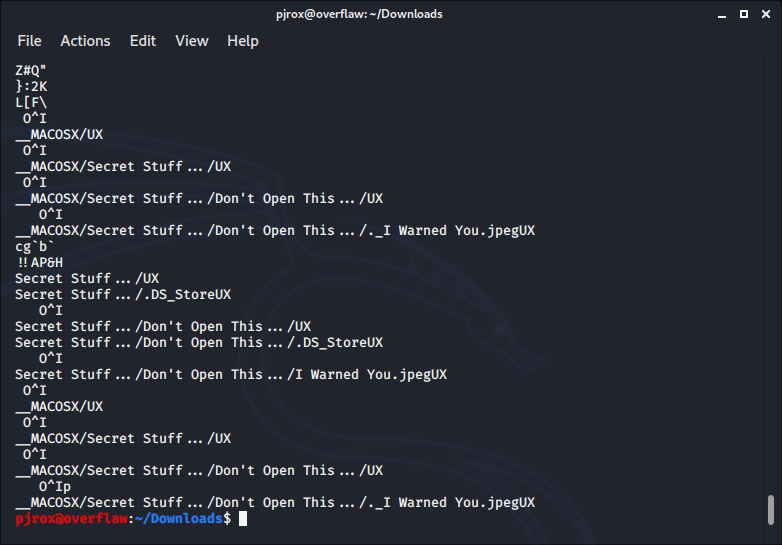 pjrox@overflaw: ~/Downloads
File Actions Edit View Help
Z#Q"
}:2K
L[F\
O^I
__MACOSX/UX
O^I
__MACOSX/Secret Stuff.../UX
O^I
__MACOSX/Secret Stuff.../Don't Open This.../UX
O^I
__MACOSX/Secret Stuff.../Don't Open This.../._I Warned You.jpegUX
cg`b`
!!AP&H
Secret Stuff.../UX
Secret Stuff.../.DS_StoreUX
O^I
Secret Stuff.../Don't Open This.../UX
Secret Stuff.../Don't Open This.../.DS_StoreUX
O^I
Secret Stuff.../Don't Open This.../I Warned You.jpegUX
O^I
__MACOSX/UX
O^I
__MACOSX/Secret Stuff.../UX
O^I
__MACOSX/Secret Stuff.../Don't Open This.../UX
O^Ip
__MACOSX/Secret Stuff.../Don't Open This.../._I Warned You.jpegUX
pjrox@overflaw:~/Downloads$